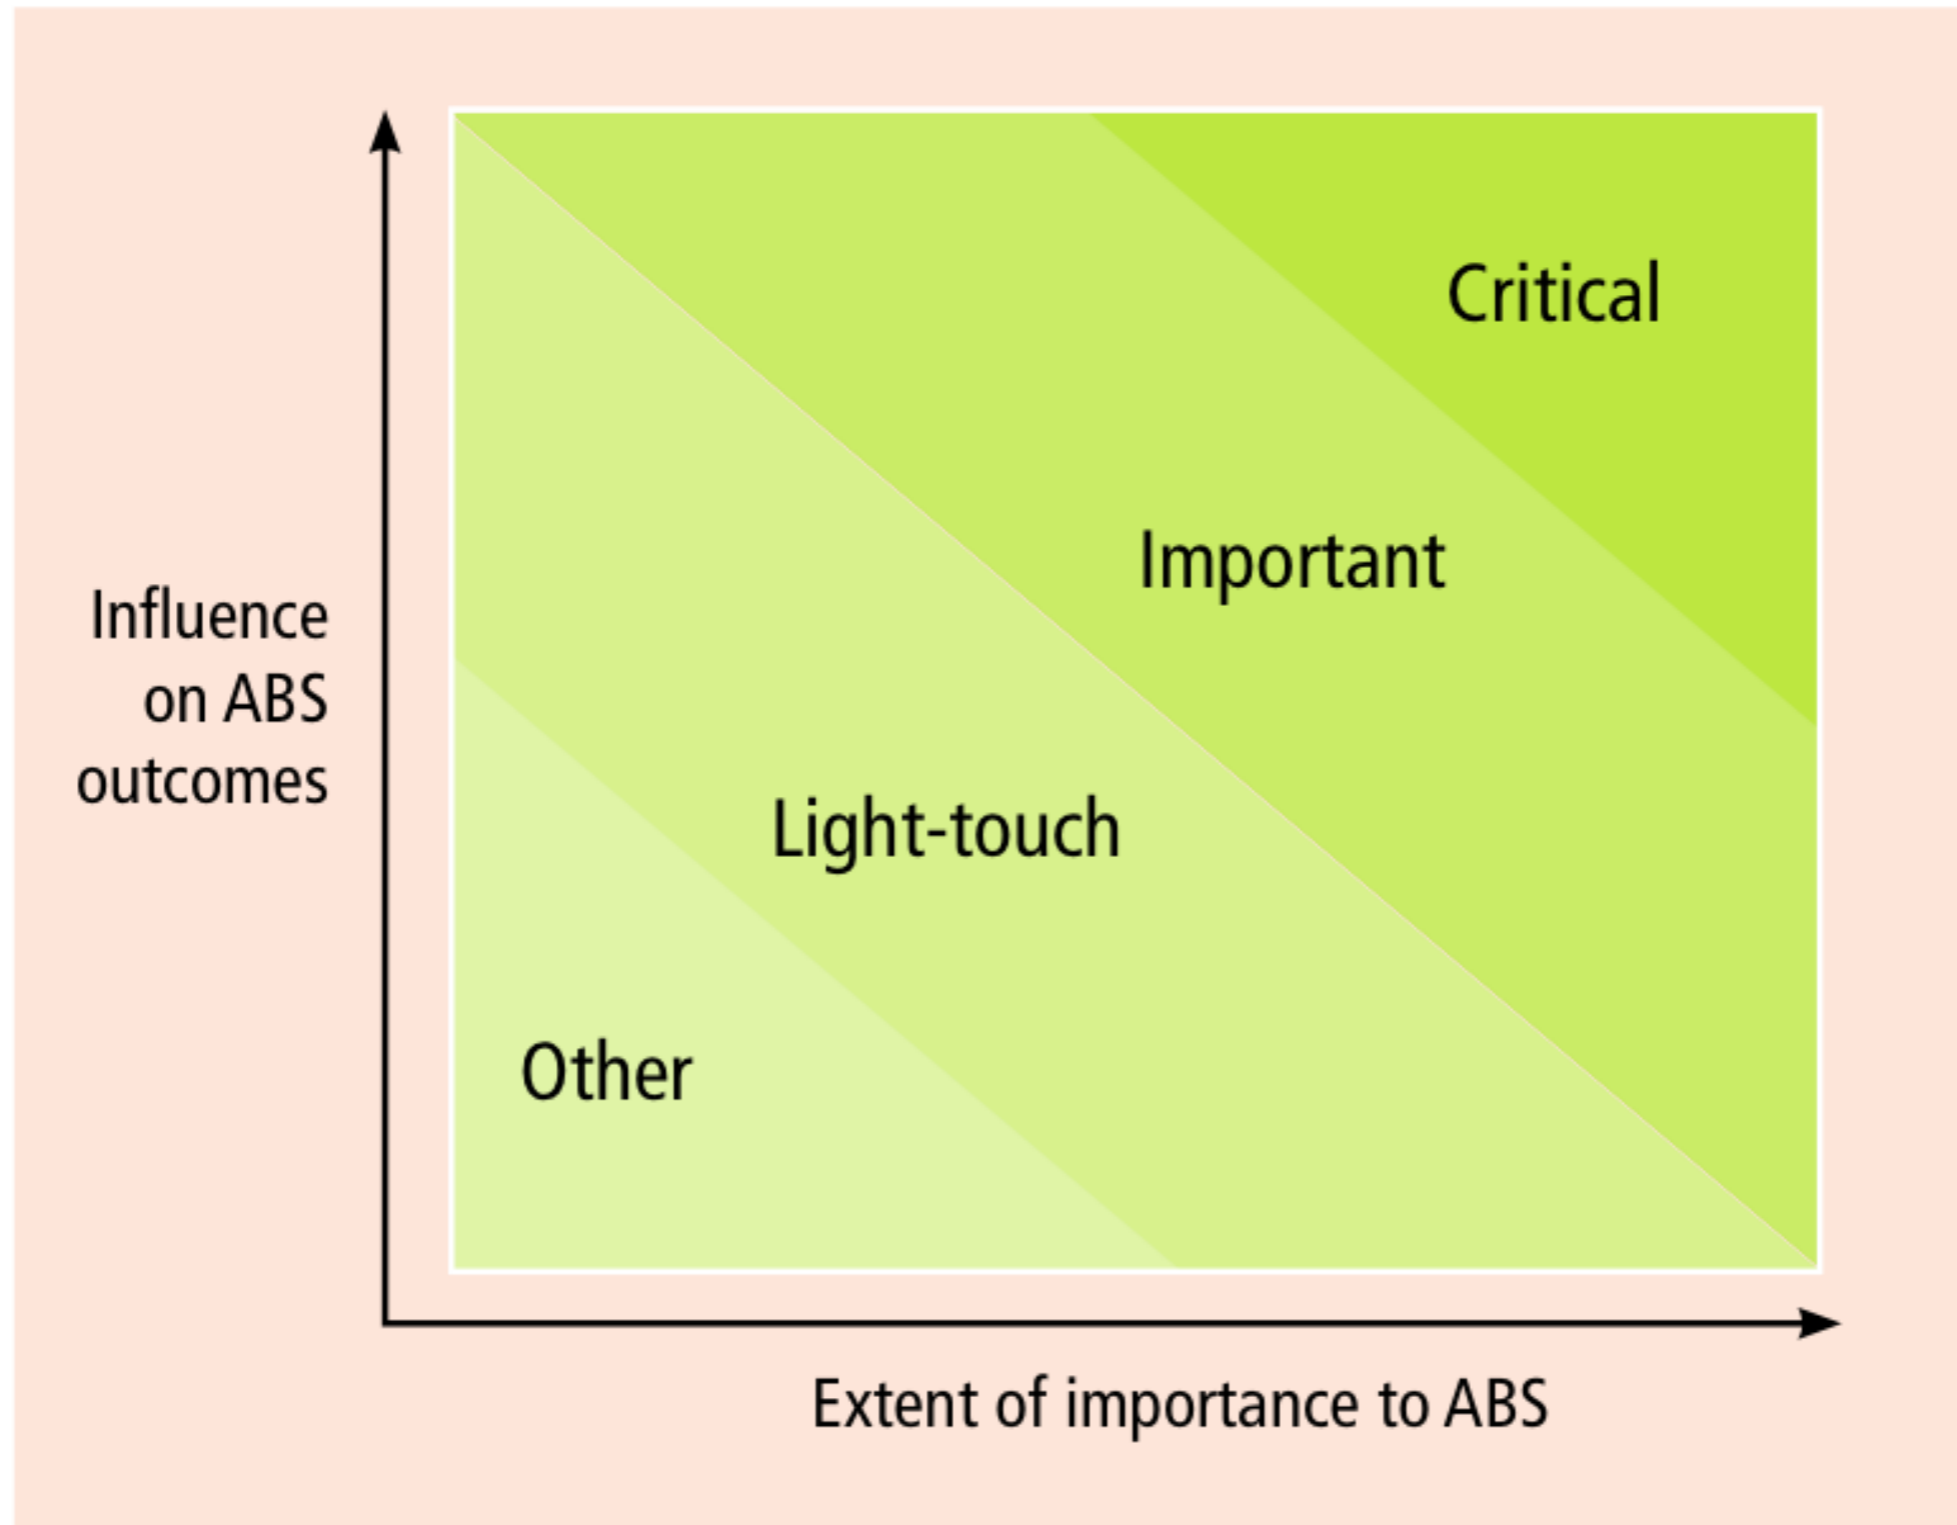 Critical
Important
Influence
on ABS
outcomes
Light-touch
Other
Extent of importance to ABS